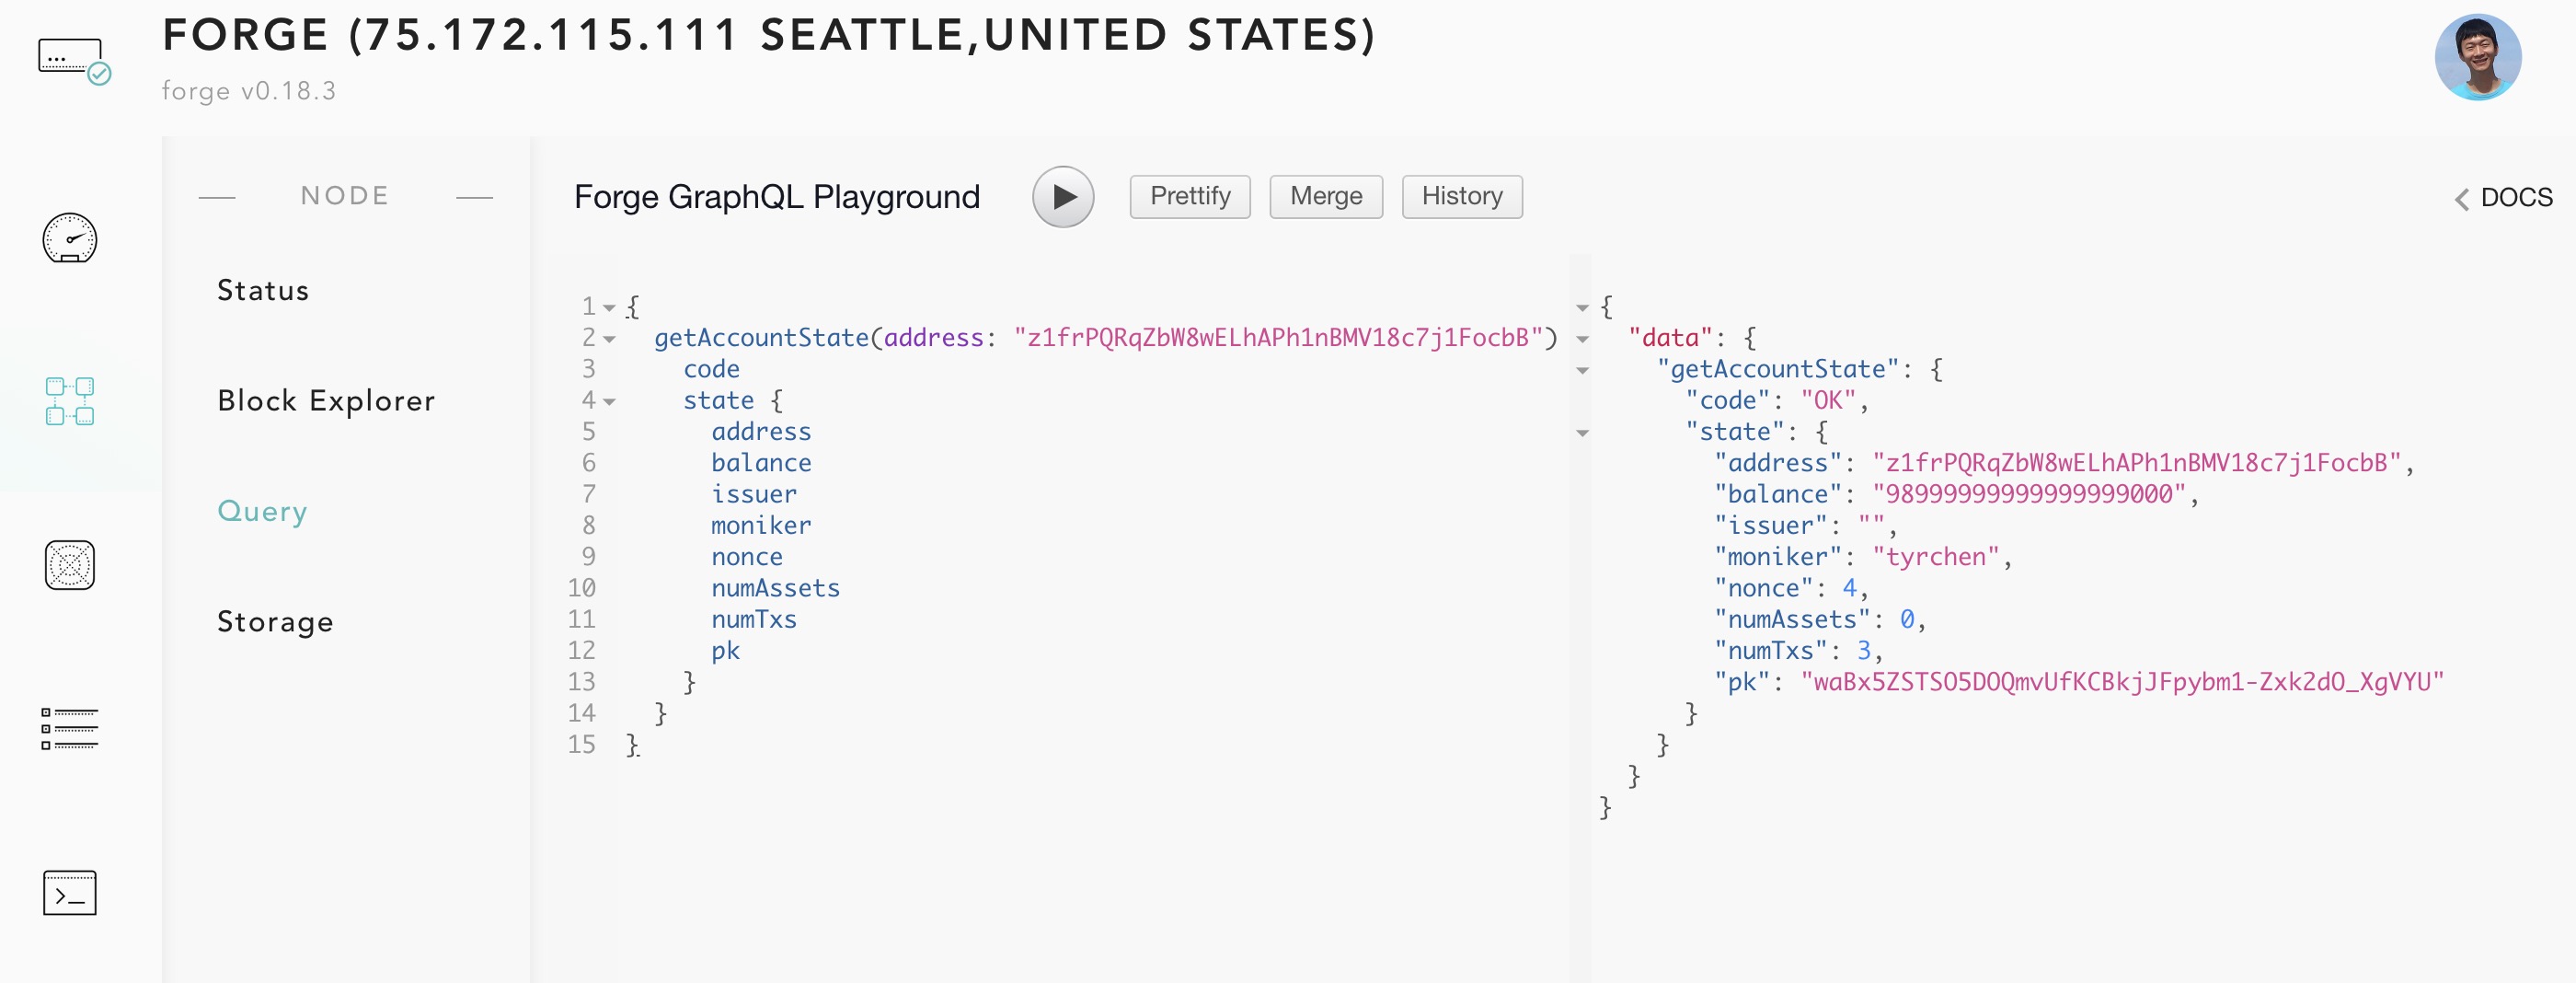 FORGE (75.172.115.111 SEATTLE,UNITED STATES)
forge v0.18.3
NODE
Status
Block Explorer
Query
Storage
Forge GraphQL Playground
Prettify
Merge
History
DOCS
1 {
2 getAccountState(address: "z1frPQRqZbW8wELhAPh1nBMV18c7j1FocbB")
3 code
4 state {
5 address
6 balance
7 issuer
8 moniker
9 nonce
10 numAssets
11 numTxs
12 pk
13 }
14 }
15 }
{
"data": {
"getAccountState": {
"code": "OK",
"state": {
"address": "z1frPQRqZbW8wELhAPh1nBMV18c7j1FocbB",
"balance": "98999999999999999000",
"issuer": "",
"moniker": "tyrchen",
"nonce": 4,
"numAssets": 0,
"numTxs": 3,
"pk": "waBx5ZSTSO5DOQmvUfKCBkjJFpybm1-Zxk2dO_XgVYU"
}
}
}
}